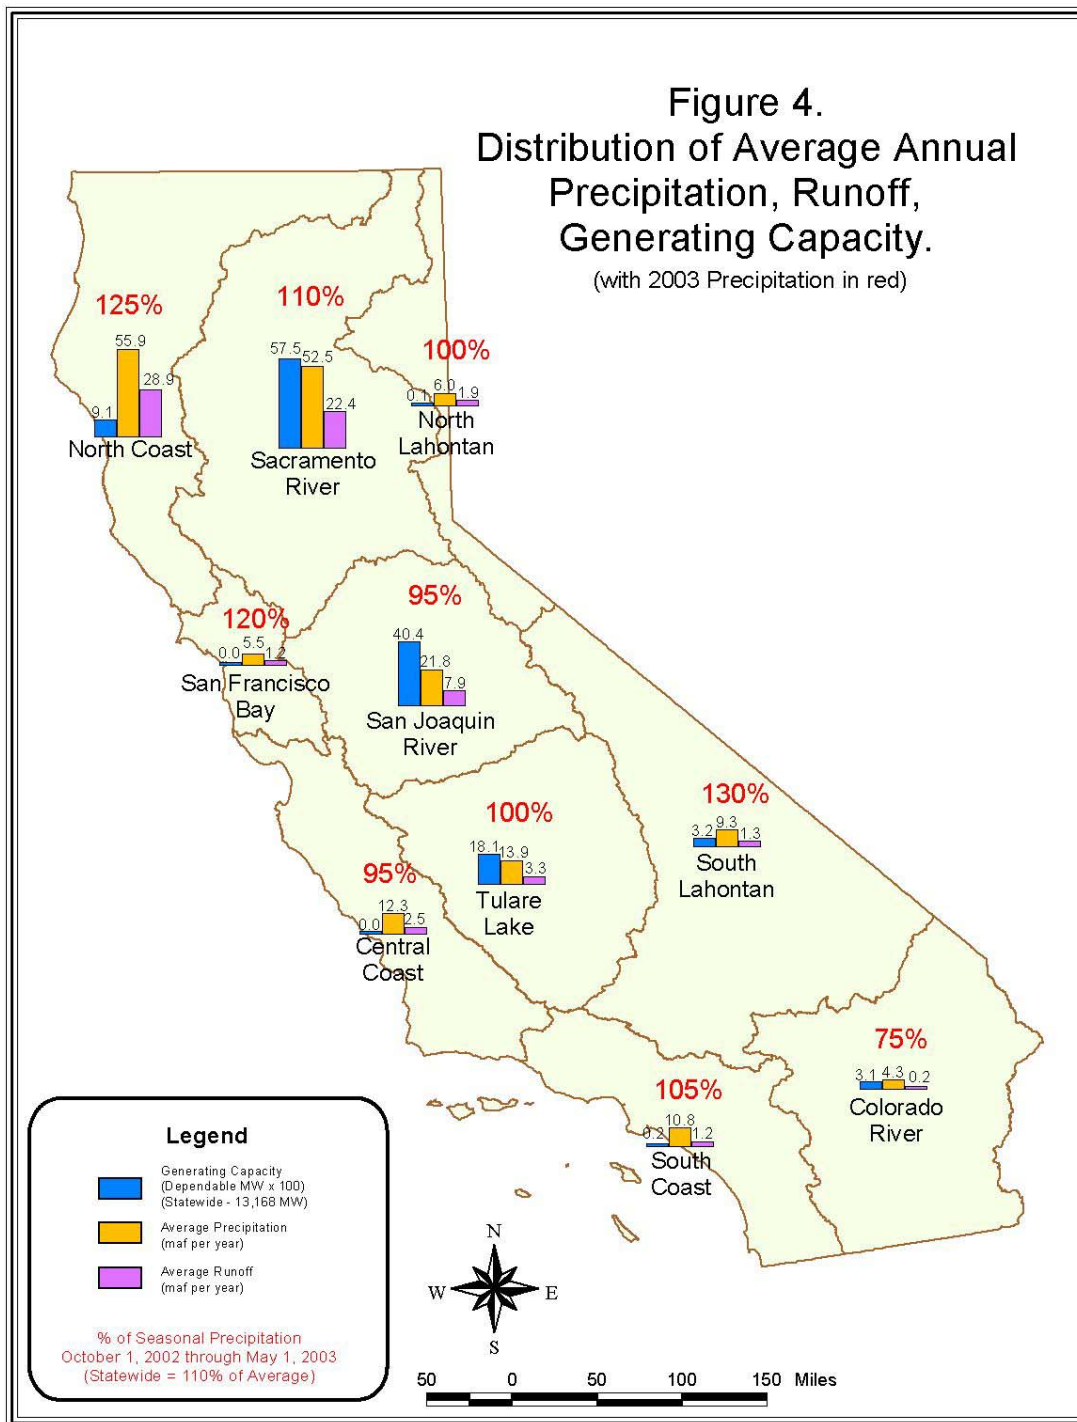 Figure 4.
Distribution of Average Annual
Precipitation, Runoff,
Generating Capacity.
(with 2003 Precipitation in red)
125%
55.9
28.9
9.1
North Coast
110%
57.5
52.5
22.4
Sacramento
River
100%
0.1
6.0
1.9
North
Lahontan
120%
0.0
5.5
1.2
San Francisco
Bay
95%
40.4
21.8
7.9
San Joaquin
River
130%
3.2
9.3
1.3
South
Lahontan
100%
18.1
13.9
3.3
Tulare
Lake
95%
0.0
12.3
2.5
Central
Coast
75%
3.1
4.3
0.2
Colorado
River
105%
0.2
10.8
1.2
South
Coast
Legend
Generating Capacity
(Dependable MW x 100)
(Statewide - 13,168 MW)
Average Precipitation
(maf per year)
Average Runoff
(maf per year)
% of Seasonal Precipitation
October 1, 2002 through May 1, 2003
(Statewide = 110% of Average)
N
W
E
S
50 0 50 100 150 Miles